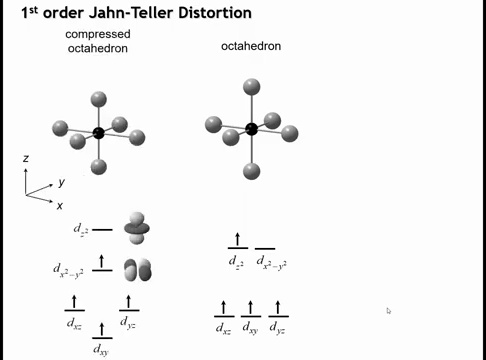 1st order Jahn-Teller Distortion
compressed
octahedron
octahedron
z
y
x
dz²
dx²−y²
dxz
dyz
dxy
dz²
dx²−y²
dxz
dxy
dyz